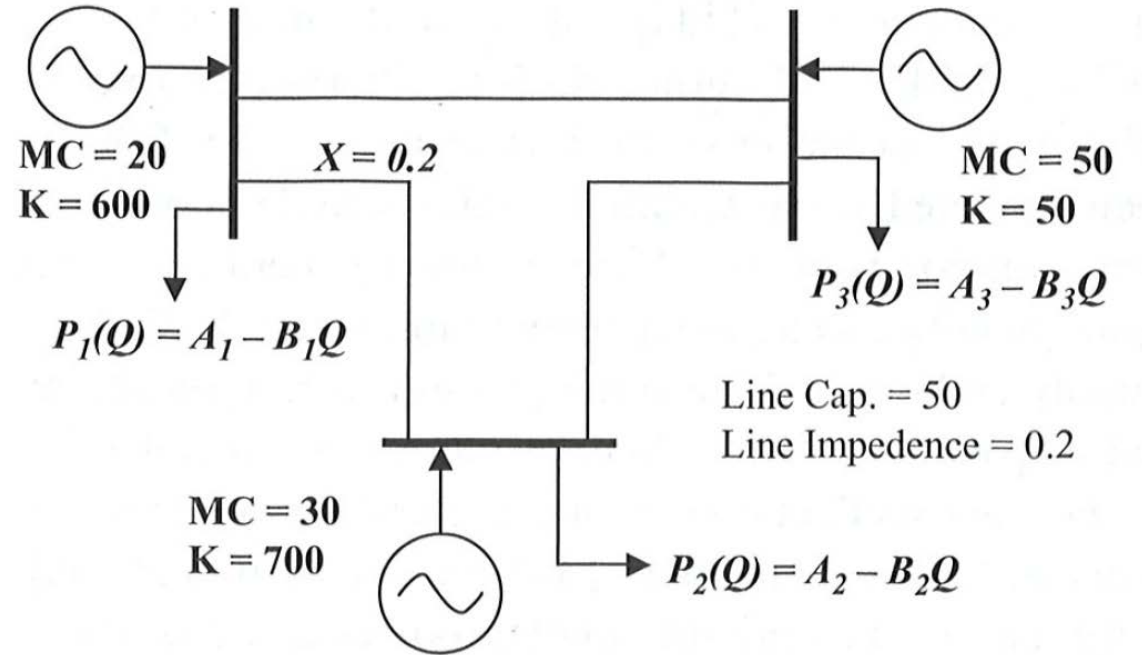 MC = 20
K = 600
X = 0.2
MC = 50
K = 50
P₁(Q) = A₁ – B₁Q
P₃(Q) = A₃ – B₃Q
Line Cap. = 50
Line Impedence = 0.2
MC = 30
K = 700
P₂(Q) = A₂ – B₂Q